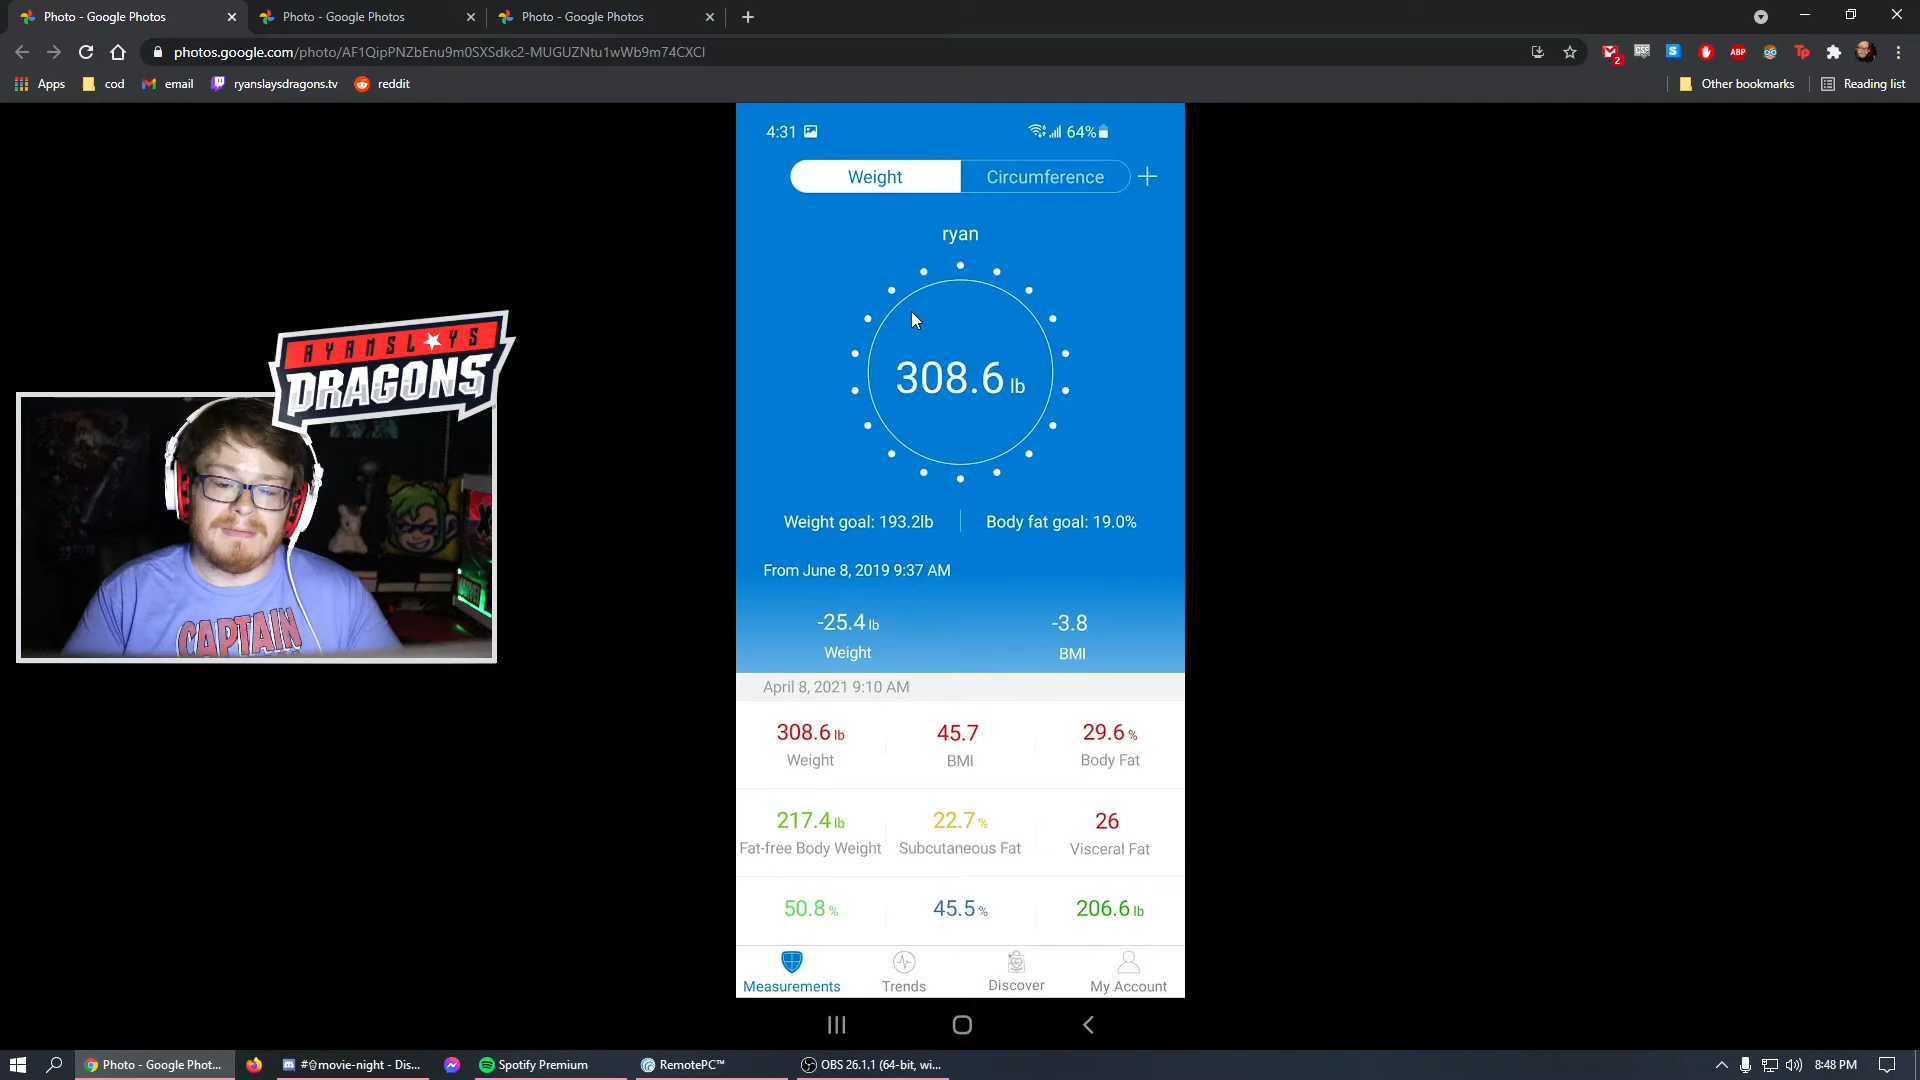 Photo - Google Photos
Photo - Google Photos
Photo - Google Photos
photos.google.com/photo/AF1QipPNZbEnu9m0SXSdkc2-MUGUZNtu1wWb9m74CXCI
2
ABP
Apps
cod
email
ryanslaysdragons.tv
reddit
Other bookmarks
Reading list
4:31
64%
Weight
Circumference
ryan
308.6 lb
Weight goal: 193.2lb
Body fat goal: 19.0%
From June 8, 2019 9:37 AM
-25.4 lb
-3.8
Weight
BMI
April 8, 2021 9:10 AM
308.6 lb
45.7
29.6 %
Weight
BMI
Body Fat
217.4 lb
22.7 %
26
Fat-free Body Weight
Subcutaneous Fat
Visceral Fat
50.8 %
45.5 %
206.6 lb
Measurements
Trends
Discover
My Account
RYANSLAYS
DRAGONS
CAPTAIN
Photo - Google Phot...
movie-night - Dis...
Spotify Premium
RemotePC™
OBS 26.1.1 (64-bit, wi...
8:48 PM